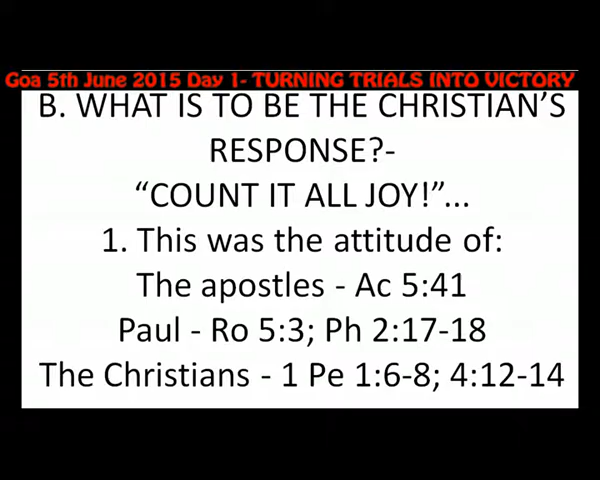 Goa 5th June 2015 Day 1- TURNING TRIALS INTO VICTORY
B. WHAT IS TO BE THE CHRISTIAN’S
RESPONSE?-
“COUNT IT ALL JOY!”...
1. This was the attitude of:
The apostles - Ac 5:41
Paul - Ro 5:3; Ph 2:17-18
The Christians - 1 Pe 1:6-8; 4:12-14